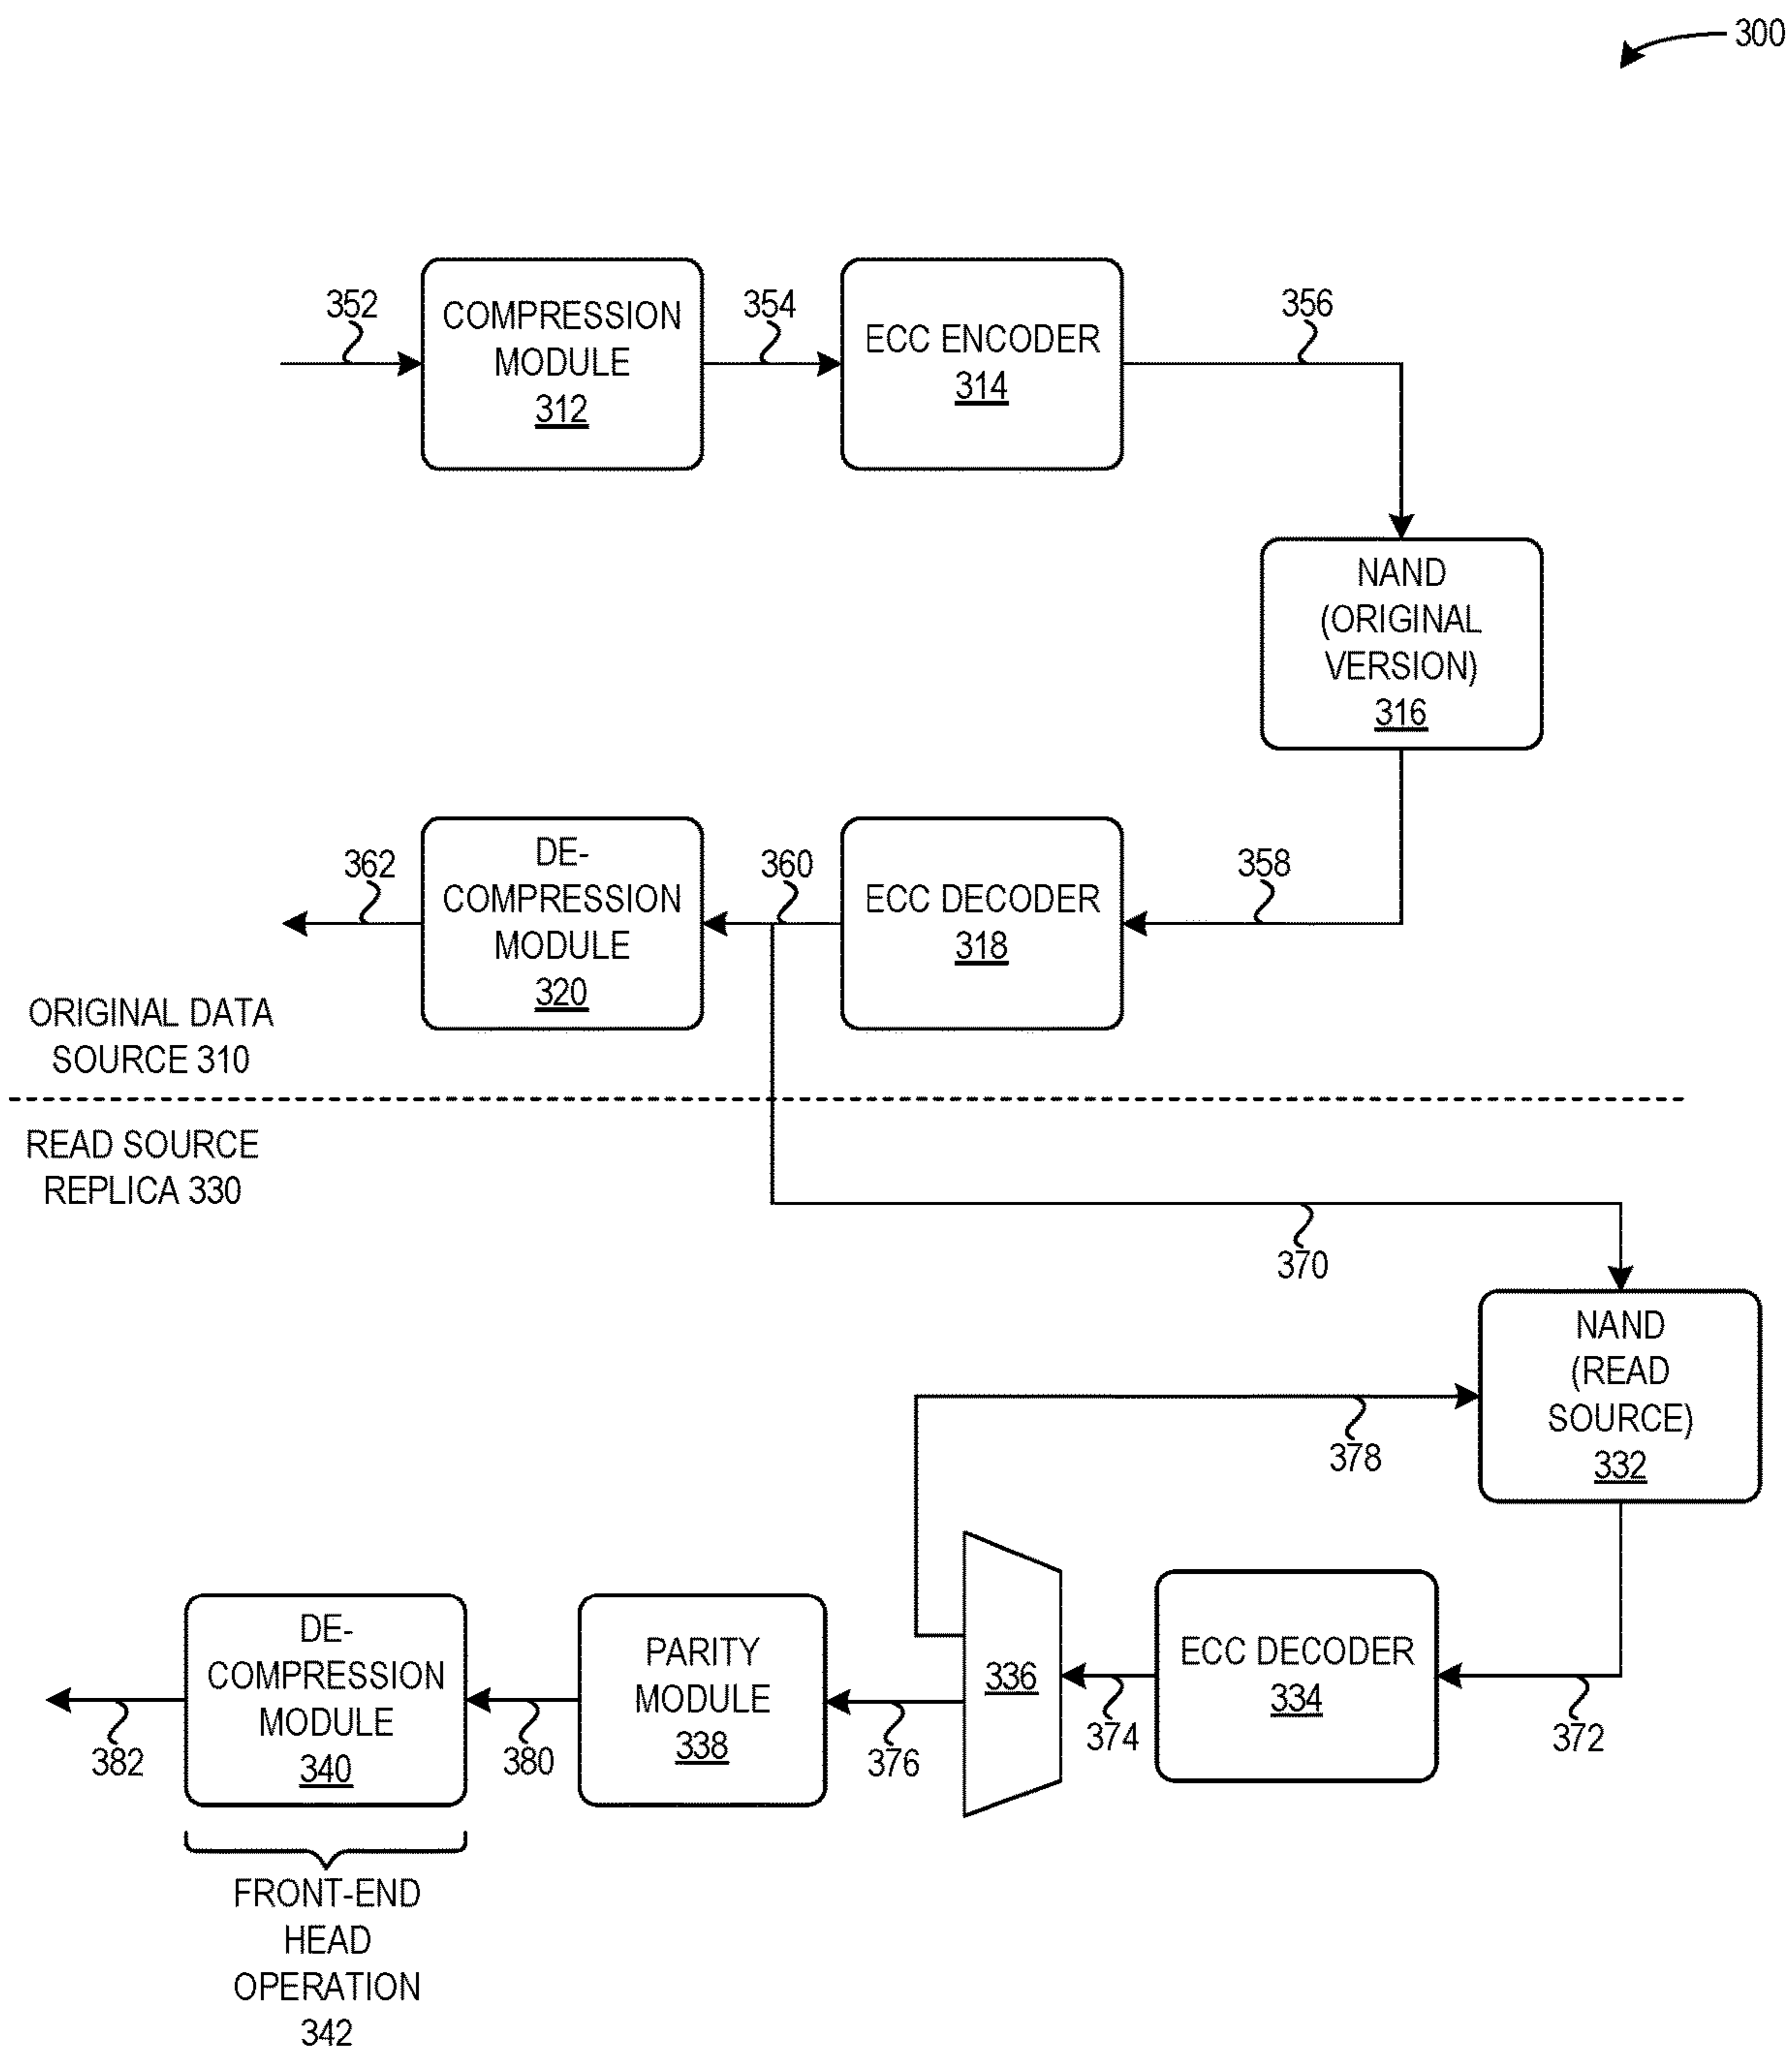 300
352
COMPRESSION
MODULE
312
354
ECC ENCODER
314
356
NAND
(ORIGINAL
VERSION)
316
362
DE-
COMPRESSION
MODULE
320
360
ECC DECODER
318
358
ORIGINAL DATA
SOURCE 310
READ SOURCE
REPLICA 330
370
NAND
(READ
SOURCE)
332
378
382
DE-
COMPRESSION
MODULE
340
380
PARITY
MODULE
338
376
336
374
ECC DECODER
334
372
FRONT-END
HEAD
OPERATION
342